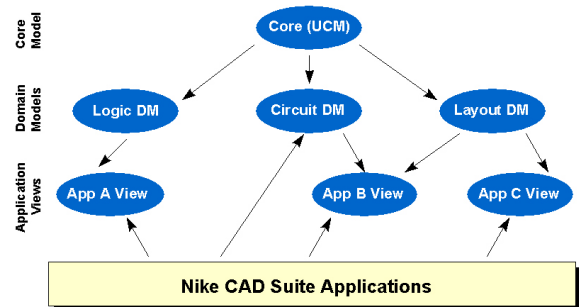 Core
Model
Core (UCM)
Domain
Models
Logic DM
Circuit DM
Layout DM
Application
Views
App A View
App B View
App C View
Nike CAD Suite Applications